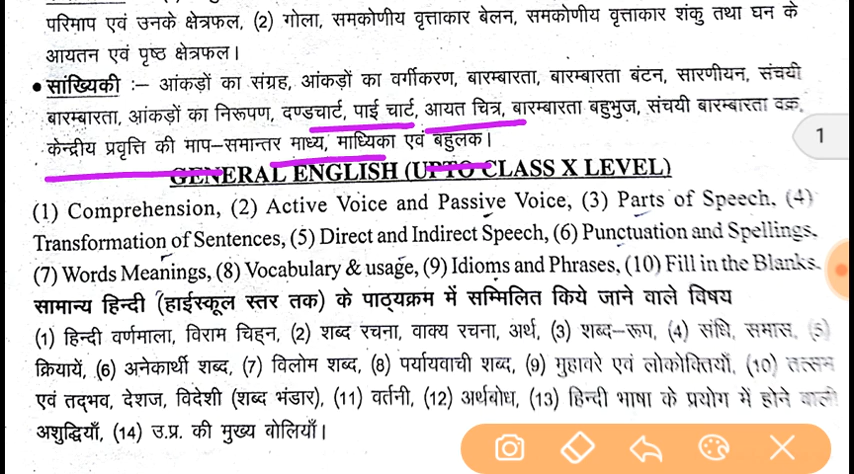 परिमाप एवं उनके क्षेत्रफल, (2) गोला, समकोणीय वृत्ताकार बेलन, समकोणीय वृत्ताकार शंकु तथा घन के
आयतन एवं पृष्ठ क्षेत्रफल।
• सांख्यिकी :– आंकड़ों का संग्रह, आंकड़ों का वर्गीकरण, बारम्बारता, बारम्बारता बंटन, सारणीयन, संचयी
बारम्बारता, आंकड़ों का निरूपण, दण्डचार्ट, पाई चार्ट, आयत चित्र, बारम्बारता बहुभुज, संचयी बारम्बारता वक्र,
केन्द्रीय प्रवृत्ति की माप–समान्तर माध्य, माध्यिका एवं बहुलक।
1
GENERAL ENGLISH (UPTO CLASS X LEVEL)
(1) Comprehension, (2) Active Voice and Passive Voice, (3) Parts of Speech, (4)
Transformation of Sentences, (5) Direct and Indirect Speech, (6) Punctuation and Spellings,
(7) Words Meanings, (8) Vocabulary & usage, (9) Idioms and Phrases, (10) Fill in the Blanks.
सामान्य हिन्दी (हाईस्कूल स्तर तक) के पाठ्यक्रम में सम्मिलित किये जाने वाले विषय
(1) हिन्दी वर्णमाला, विराम चिह्न, (2) शब्द रचना, वाक्य रचना, अर्थ, (3) शब्द–रूप, (4) संधि, समास, (5)
क्रियायें, (6) अनेकार्थी शब्द, (7) विलोम शब्द, (8) पर्यायवाची शब्द, (9) मुहावरे एवं लोकोक्तियाँ, (10) तत्सम
एवं तद्भव, देशज, विदेशी (शब्द भंडार), (11) वर्तनी, (12) अर्थबोध, (13) हिन्दी भाषा के प्रयोग में होने वाली
अशुद्धियाँ, (14) उ.प्र. की मुख्य बोलियाँ।